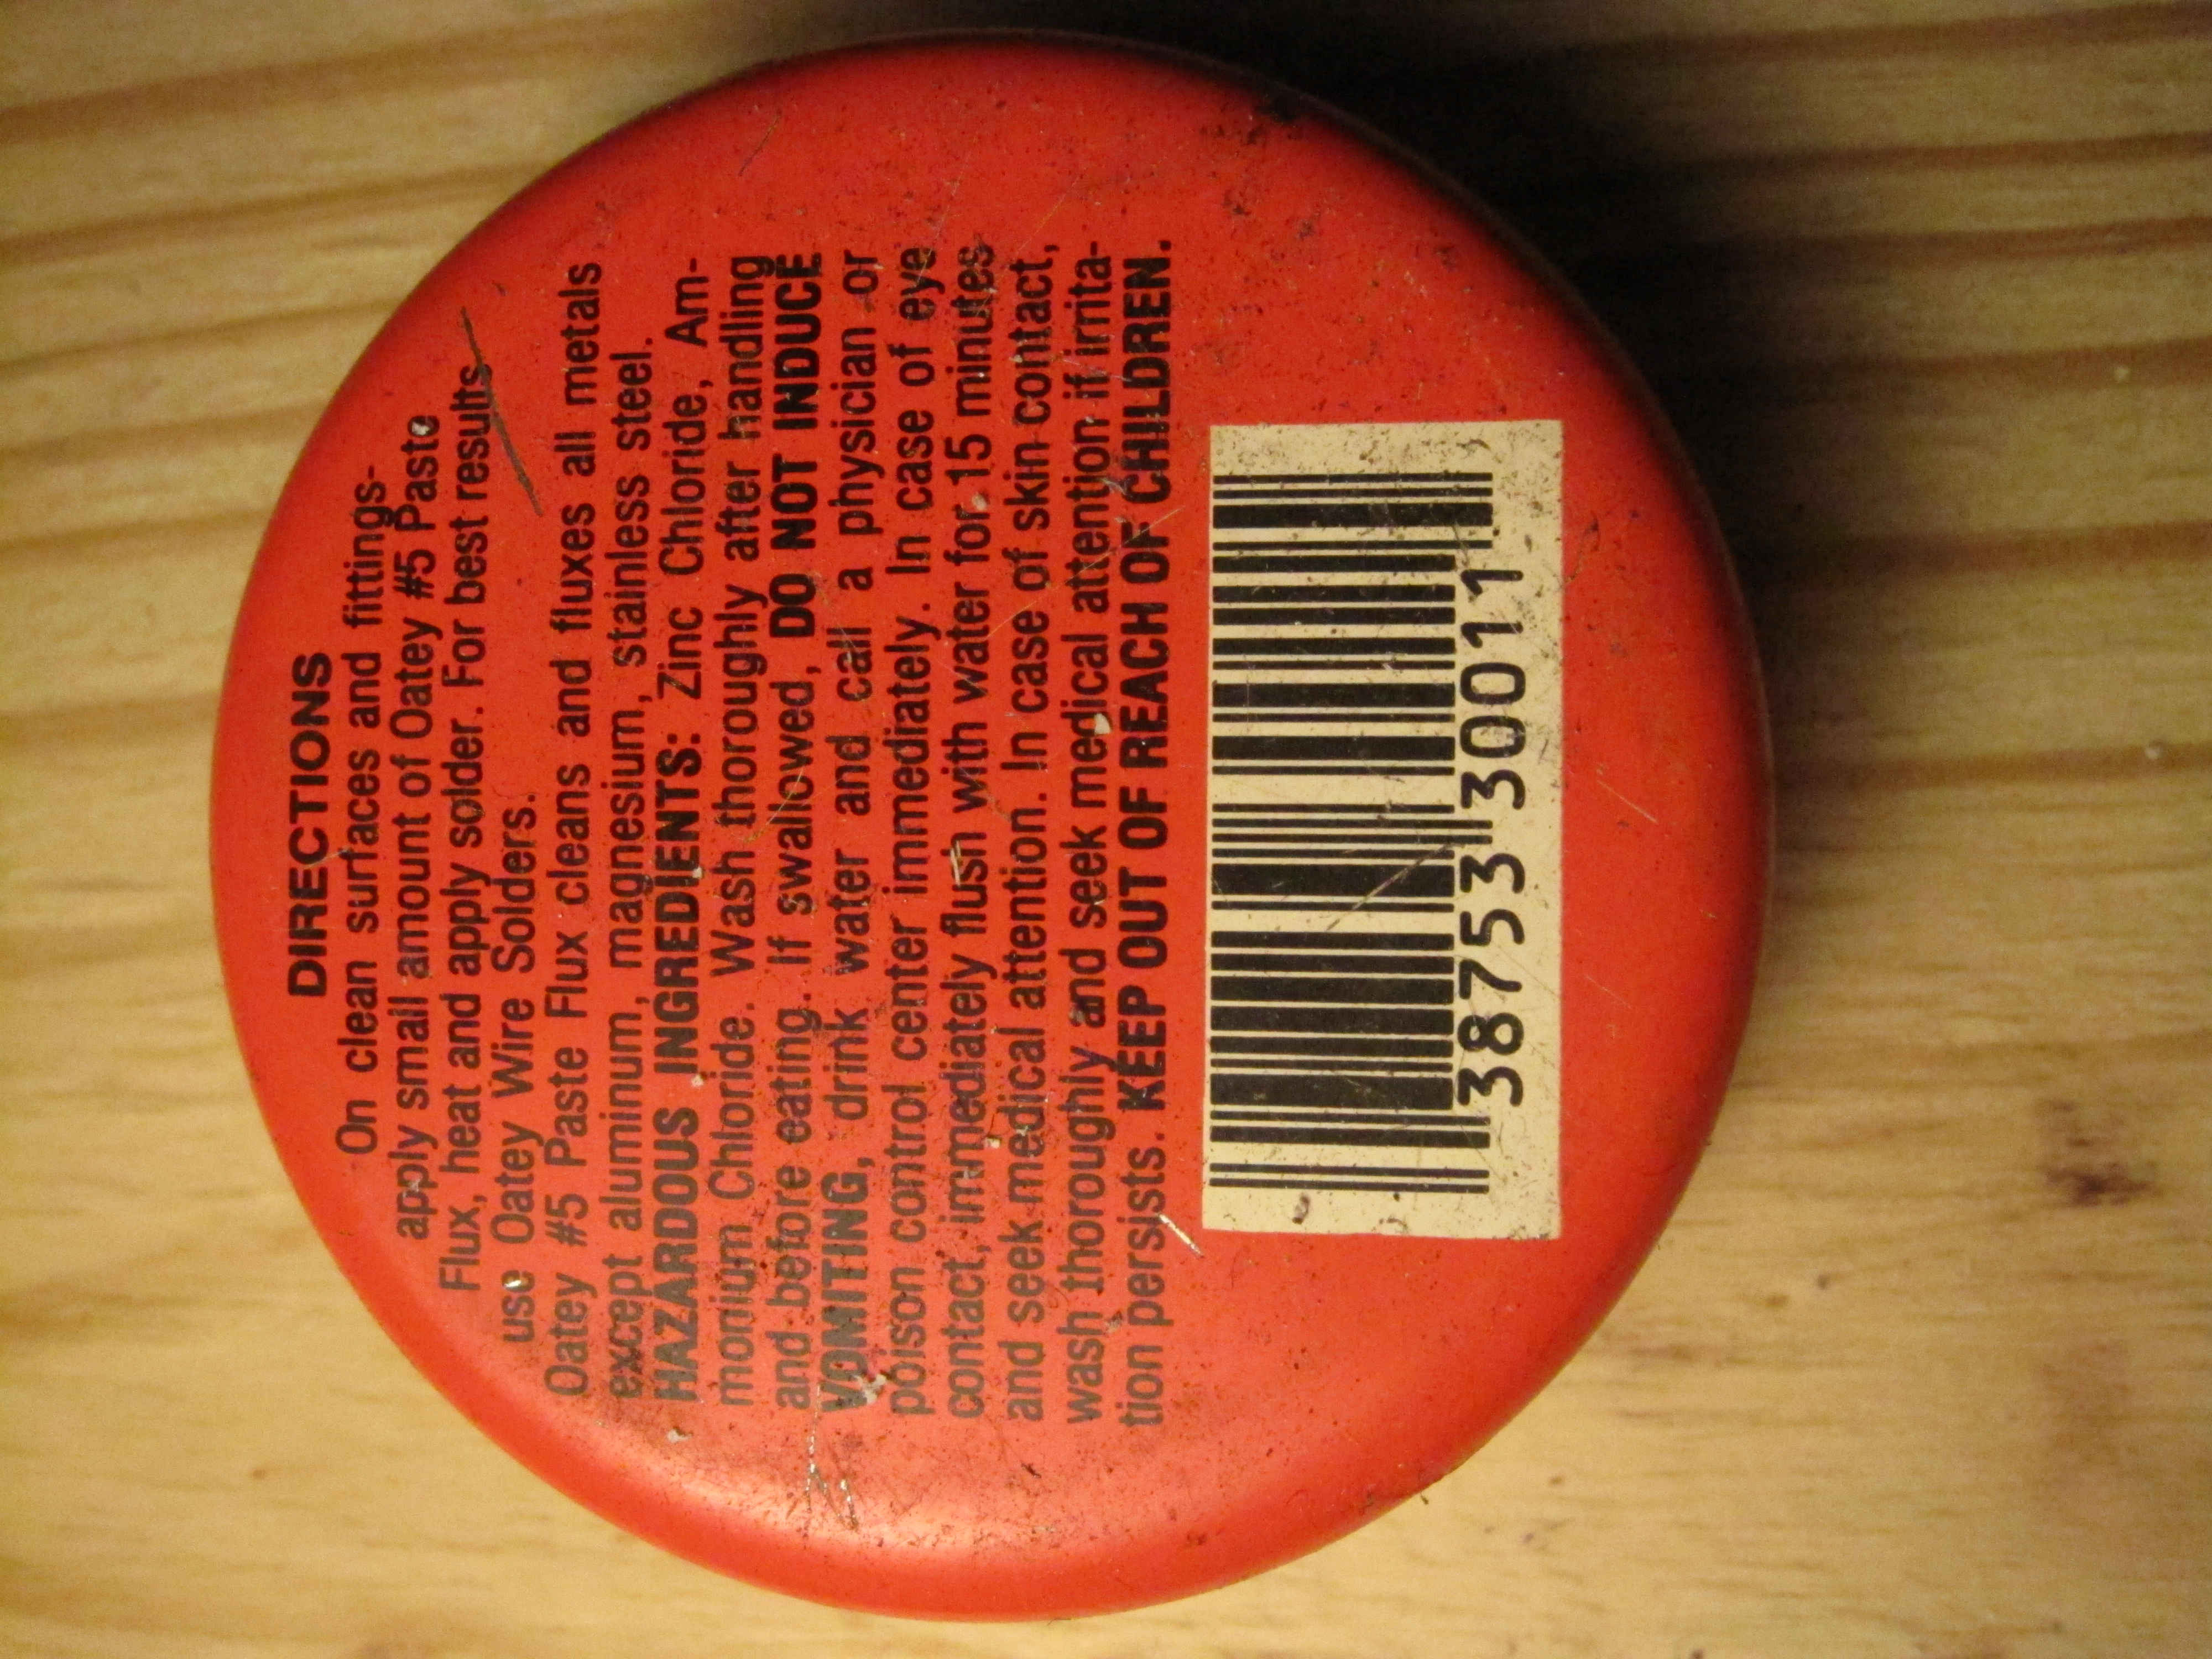 DIRECTIONS
On clean surfaces and fittings-
apply small amount of Oatey #5 Paste
Flux, heat and apply solder. For best results
use Oatey Wire Solders.
Oatey #5 Paste Flux cleans and fluxes all metals
except aluminum, magnesium, stainless steel.
HAZARDOUS INGREDIENTS: Zinc Chloride, Am-
monium Chloride. Wash thoroughly after handling
and before eating. If swallowed, DO NOT INDUCE
VOMITING, drink water and call a physician or
poison control center immediately. In case of eye
contact, immediately flush with water for 15 minutes
and seek medical attention. In case of skin contact,
wash thoroughly and seek medical attention if irrita-
tion persists. KEEP OUT OF REACH OF CHILDREN.
38753 30011